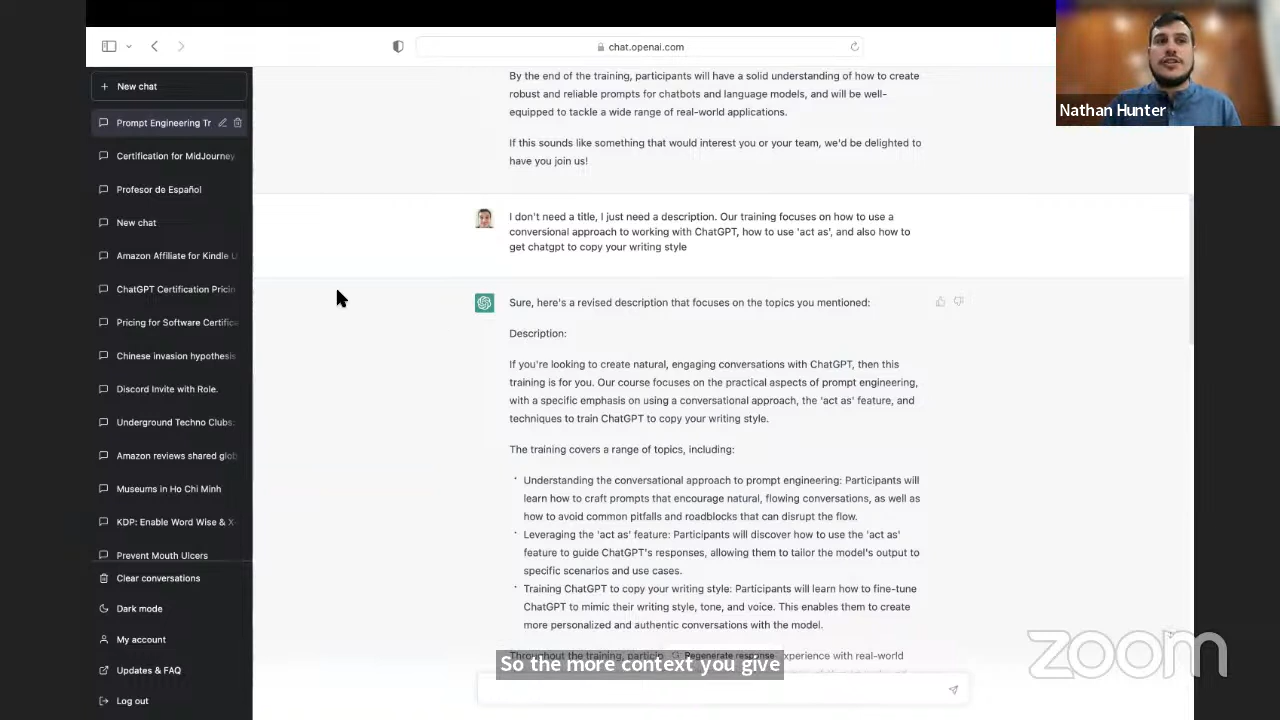 chat.openai.com
Nathan Hunter
New chat
Prompt Engineering Tr
Certification for MidJourney
Profesor de Español
New chat
Amazon Affiliate for Kindle U
ChatGPT Certification Pricin
Pricing for Software Certifica
Chinese invasion hypothesis
Discord Invite with Role.
Underground Techno Clubs:
Amazon reviews shared glob
Museums in Ho Chi Minh
KDP: Enable Word Wise & X
Prevent Mouth Ulcers
Clear conversations
Dark mode
My account
Updates & FAQ
Log out
By the end of the training, participants will have a solid understanding of how to create
robust and reliable prompts for chatbots and language models, and will be well-
equipped to tackle a wide range of real-world applications.
If this sounds like something that would interest you or your team, we'd be delighted to
have you join us!
I don't need a title, I just need a description. Our training focuses on how to use a
conversional approach to working with ChatGPT, how to use 'act as', and also how to
get chatgpt to copy your writing style
Sure, here's a revised description that focuses on the topics you mentioned:
Description:
If you're looking to create natural, engaging conversations with ChatGPT, then this
training is for you. Our course focuses on the practical aspects of prompt engineering,
with a specific emphasis on using a conversational approach, the 'act as' feature, and
techniques to train ChatGPT to copy your writing style.
The training covers a range of topics, including:
· Understanding the conversational approach to prompt engineering: Participants will
learn how to craft prompts that encourage natural, flowing conversations, as well as
how to avoid common pitfalls and roadblocks that can disrupt the flow.
· Leveraging the 'act as' feature: Participants will discover how to use the 'act as'
feature to guide ChatGPT's responses, allowing them to tailor the model's output to
specific scenarios and use cases.
· Training ChatGPT to copy your writing style: Participants will learn how to fine-tune
ChatGPT to mimic their writing style, tone, and voice. This enables them to create
more personalized and authentic conversations with the model.
Throughout the training, particip
Regenerate response
xperience with real-world
So the more context you give
zoom